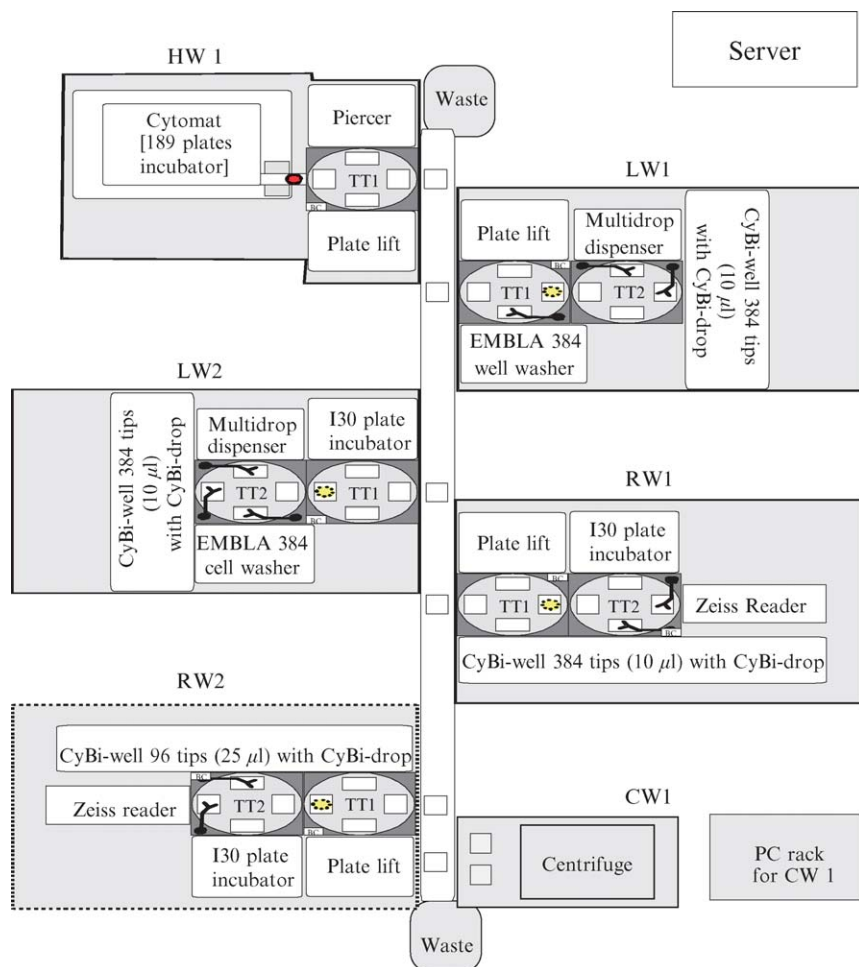 Server
HW 1
Waste
Cytomat
[189 plates
incubator]
Piercer
TT1
BC
Plate lift
LW1
Plate lift
Multidrop
dispenser
CyBi-well 384 tips
(10 µl)
with CyBi-drop
BC
TT1
TT2
EMBLA 384
well washer
LW2
CyBi-well 384 tips
(10 µl)
with CyBi-drop
Multidrop
dispenser
I30 plate
incubator
TT2
TT1
BC
EMBLA 384
cell washer
RW1
Plate lift
I30 plate
incubator
BC
TT1
TT2
Zeiss Reader
BC
CyBi-well 384 tips (10 µl) with CyBi-drop
RW2
CyBi-well 96 tips (25 µl) with CyBi-drop
BC
Zeiss reader
TT2
TT1
BC
I30 plate
incubator
Plate lift
CW1
Centrifuge
PC rack
for CW 1
Waste